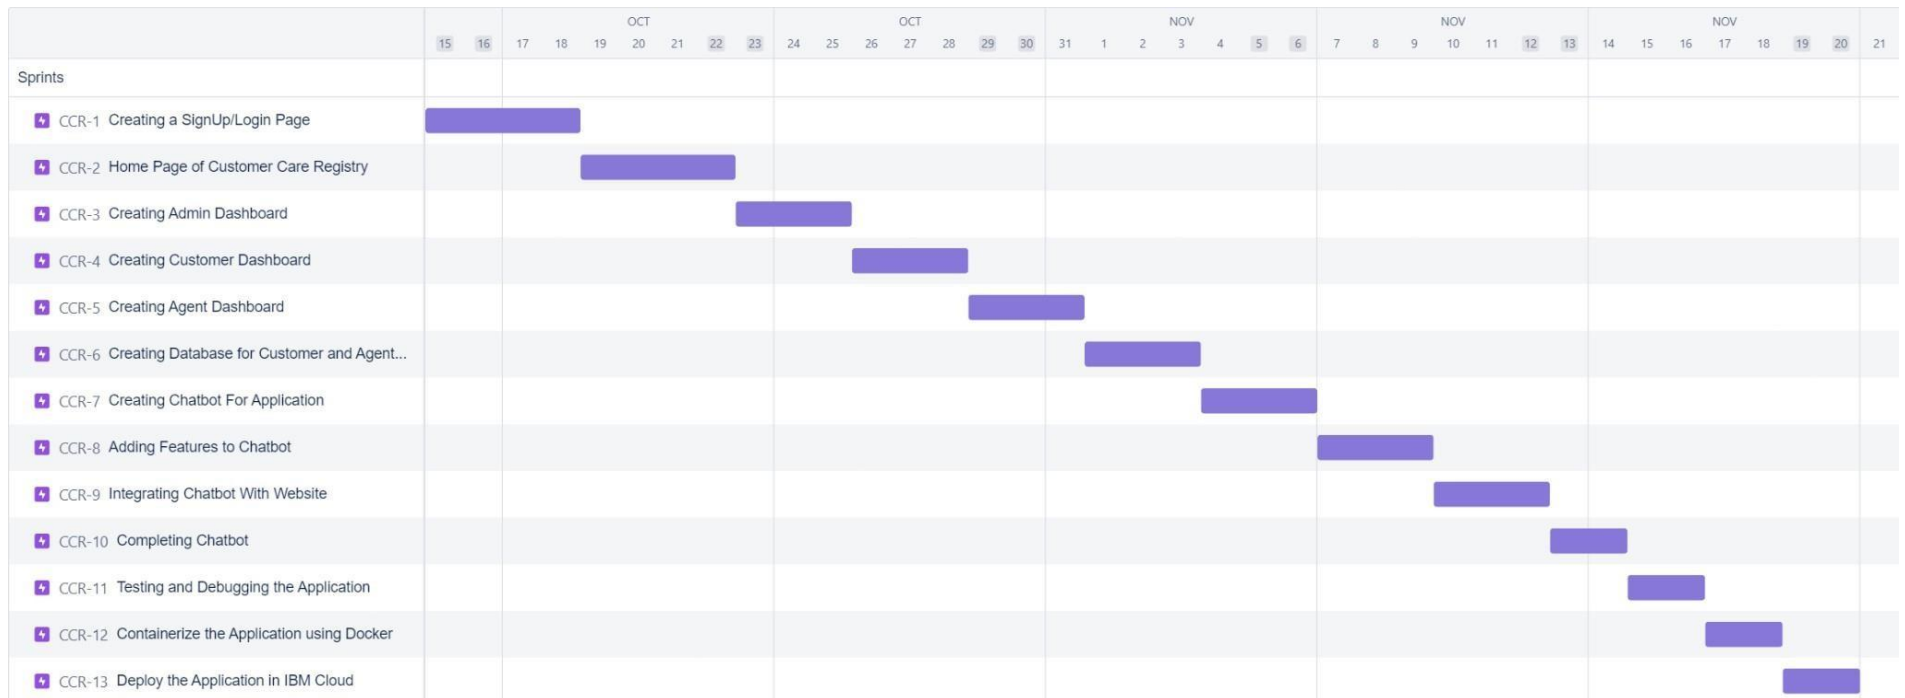 OCT OCT NOV NOV NOV
15 16 17 18 19 20 21 22 23 24 25 26 27 28 29 30 31 1 2 3 4 5 6 7 8 9 10 11 12 13 14 15 16 17 18 19 20 21
Sprints
CCR-1 Creating a SignUp/Login Page
CCR-2 Home Page of Customer Care Registry
CCR-3 Creating Admin Dashboard
CCR-4 Creating Customer Dashboard
CCR-5 Creating Agent Dashboard
CCR-6 Creating Database for Customer and Agent...
CCR-7 Creating Chatbot For Application
CCR-8 Adding Features to Chatbot
CCR-9 Integrating Chatbot With Website
CCR-10 Completing Chatbot
CCR-11 Testing and Debugging the Application
CCR-12 Containerize the Application using Docker
CCR-13 Deploy the Application in IBM Cloud